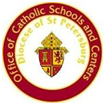 Office of Catholic Schools and Centers
Diocese of St Petersburg